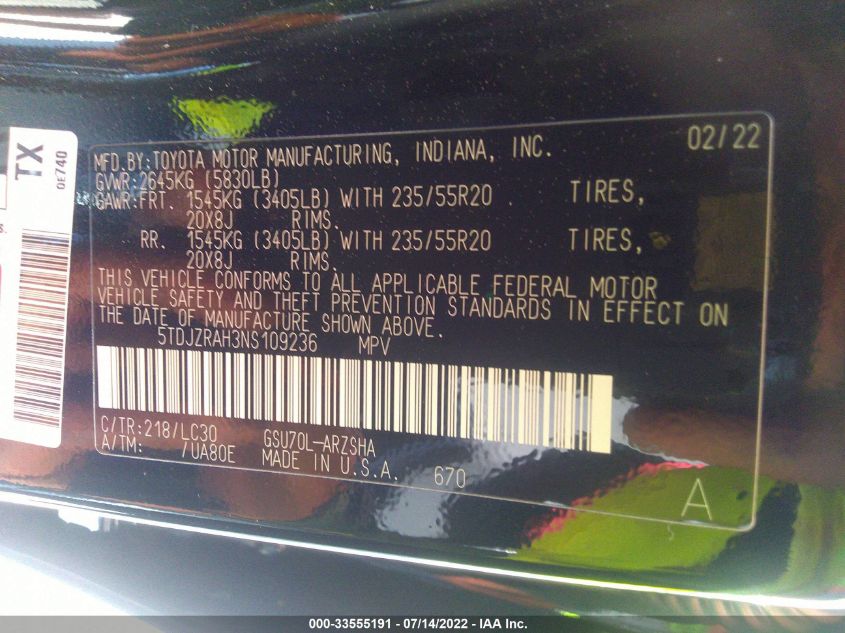 02/22
MFD.BY:TOYOTA MOTOR MANUFACTURING, INDIANA, INC.
GVWR:2645KG (5830LB)
GAWR:FRT. 1545KG (3405LB) WITH 235/55R20 TIRES,
20X8J RIMS.
RR. 1545KG (3405LB) WITH 235/55R20 TIRES,
20X8J RIMS.
THIS VEHICLE CONFORMS TO ALL APPLICABLE FEDERAL MOTOR
VEHICLE SAFETY AND THEFT PREVENTION STANDARDS IN EFFECT ON
THE DATE OF MANUFACTURE SHOWN ABOVE.
5TDJZRAH3NS109236 MPV
C/TR:218/LC30 GSU70L-ARZSHA
A/TM: /UA80E MADE IN U.S.A. 670
A
TX
0E740
000-33555191 - 07/14/2022 - IAA Inc.